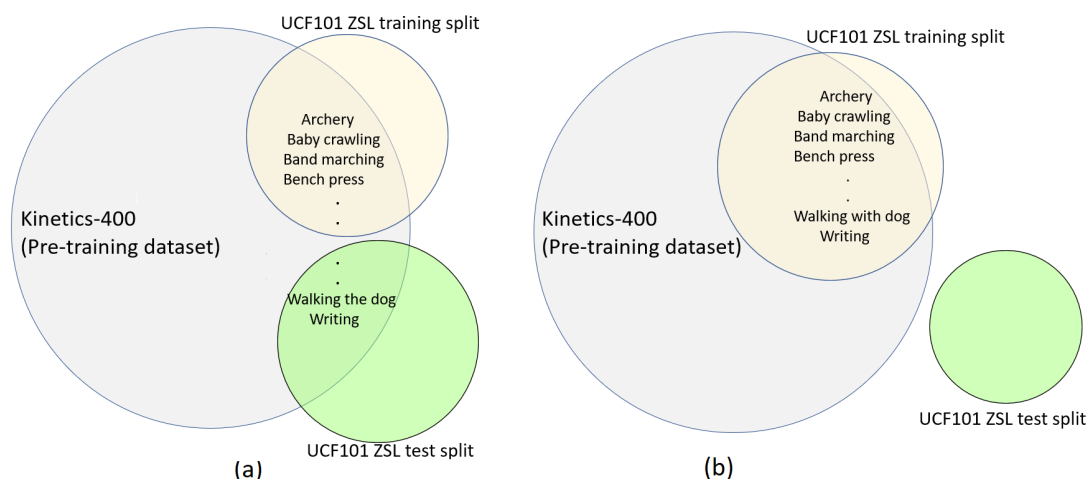 UCF101 ZSL training split
Archery
Baby crawling
Band marching
Bench press
Kinetics-400
(Pre-training dataset)
Walking the dog
Writing
UCF101 ZSL test split
(a)
UCF101 ZSL training split
Archery
Baby crawling
Band marching
Bench press
Walking with dog
Writing
Kinetics-400
(Pre-training dataset)
UCF101 ZSL test split
(b)